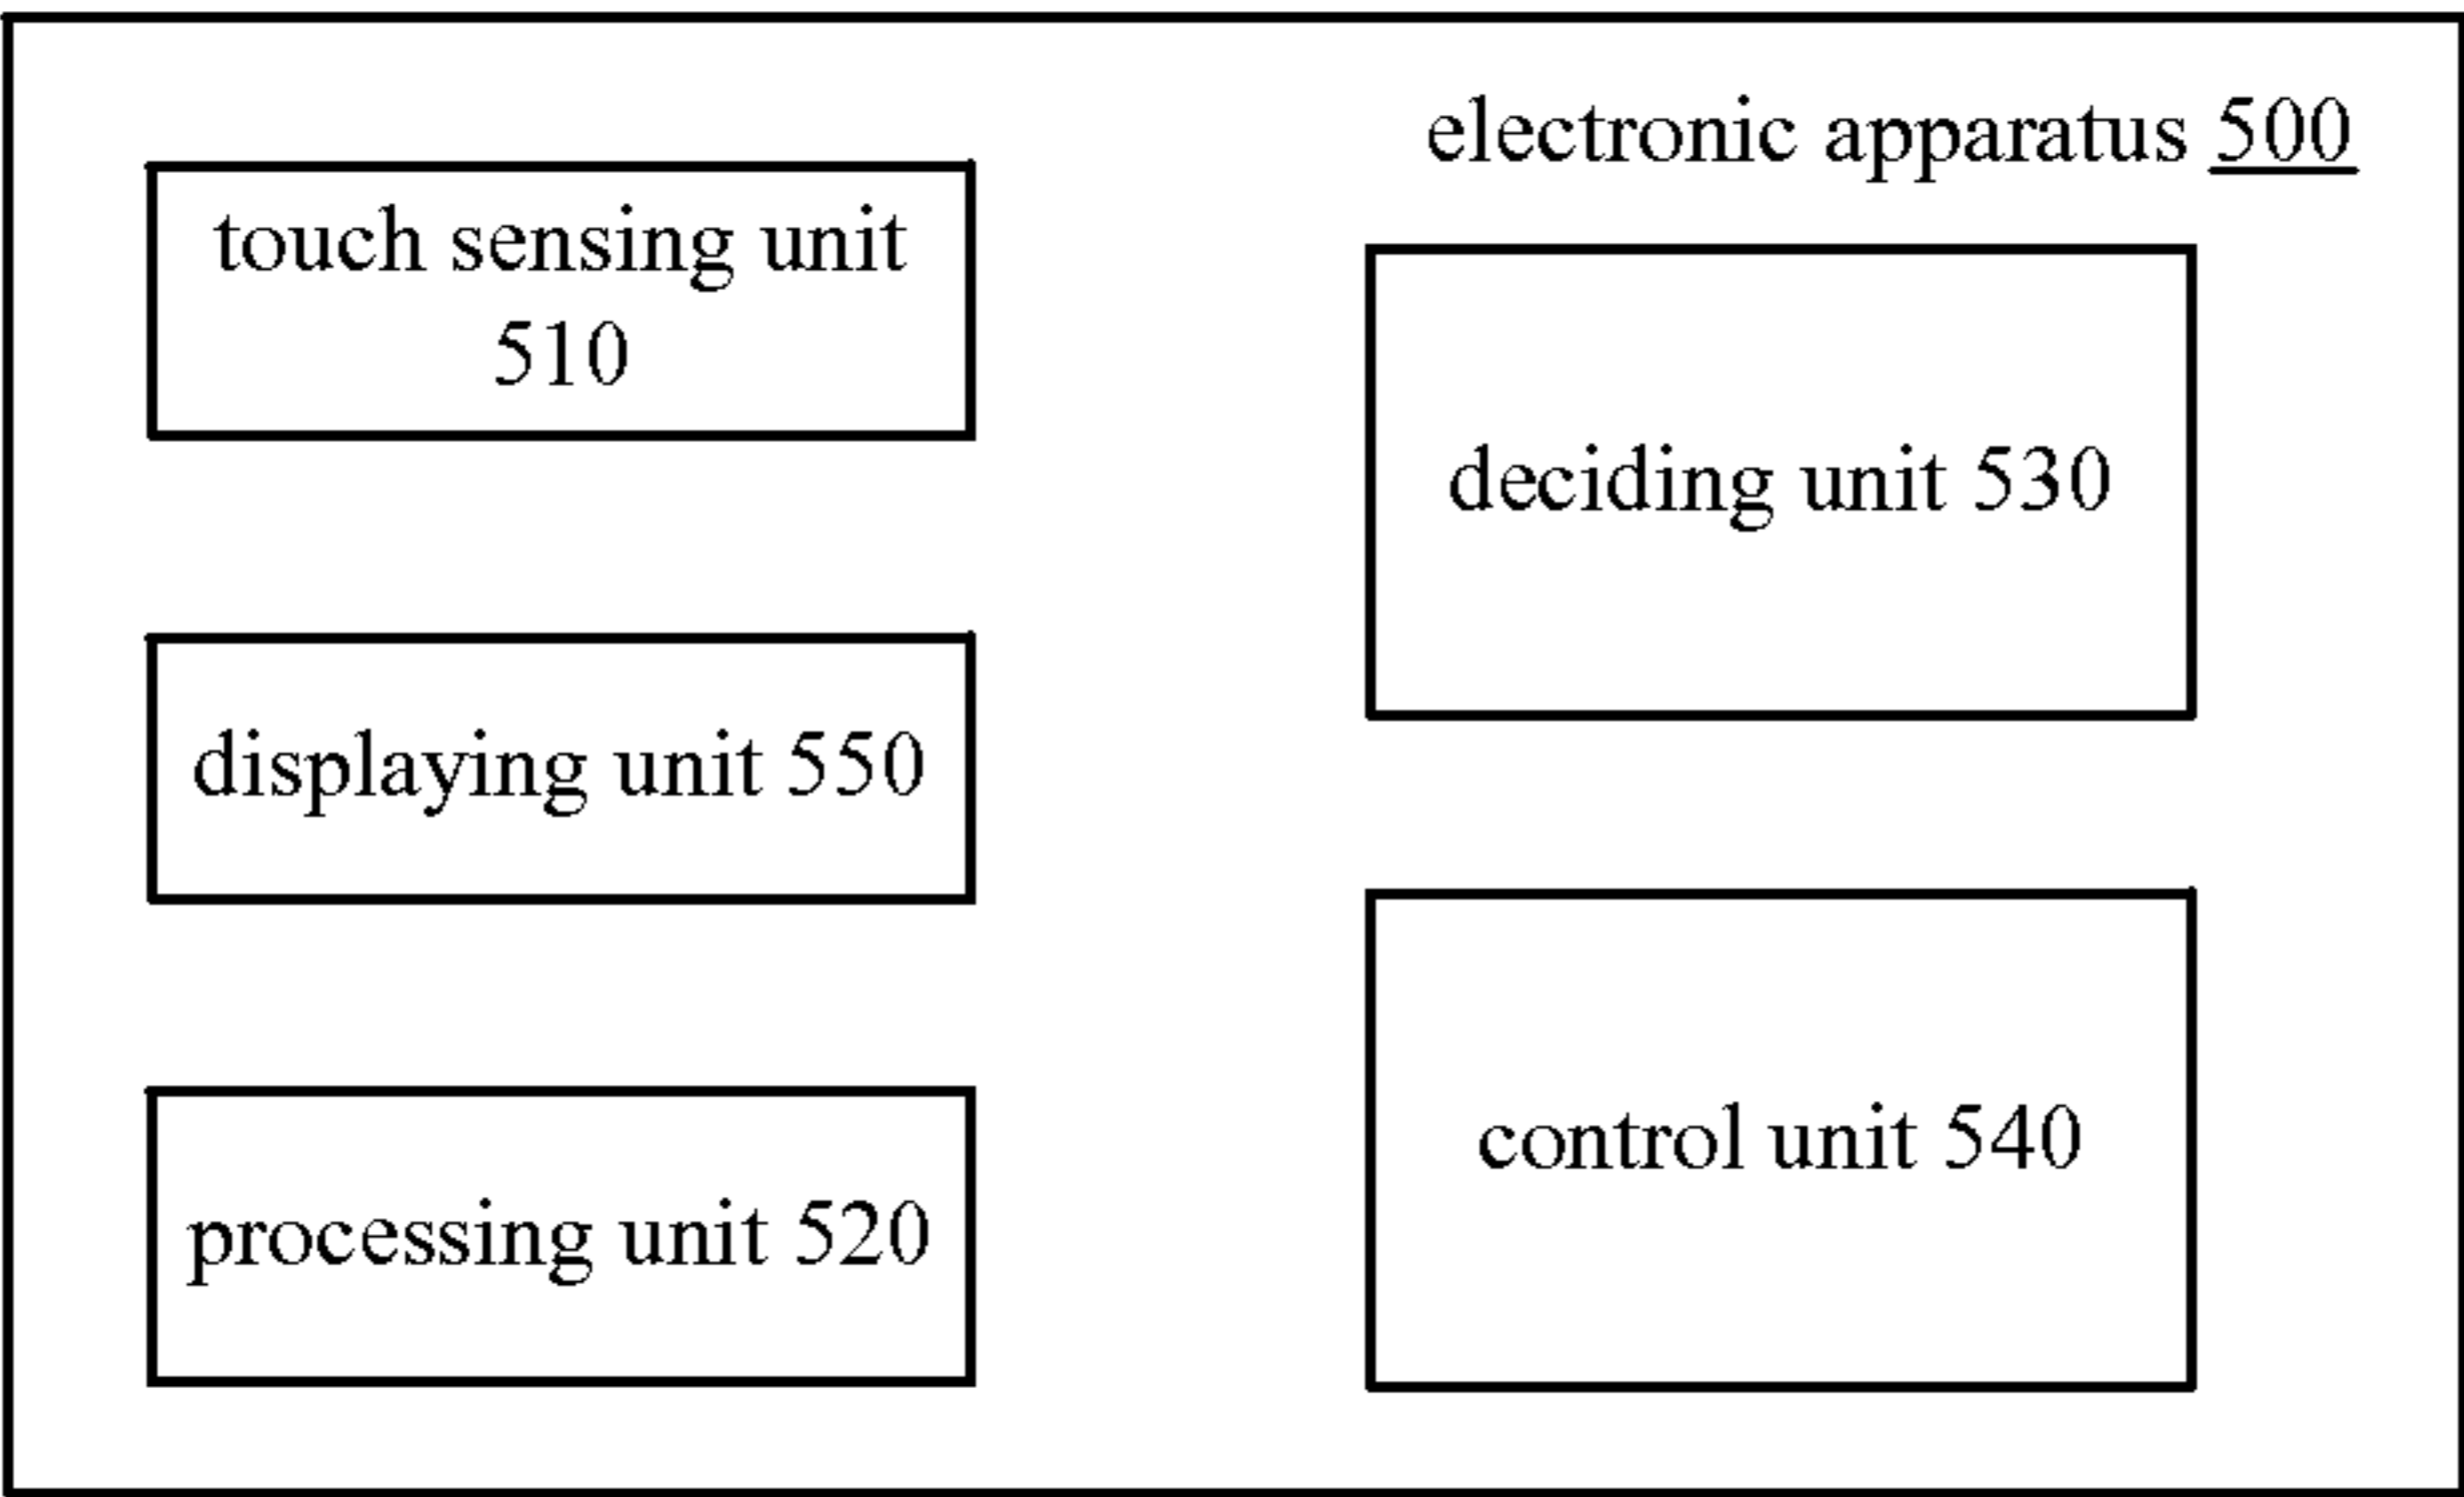 electronic apparatus 500
touch sensing unit
510
deciding unit 530
displaying unit 550
control unit 540
processing unit 520